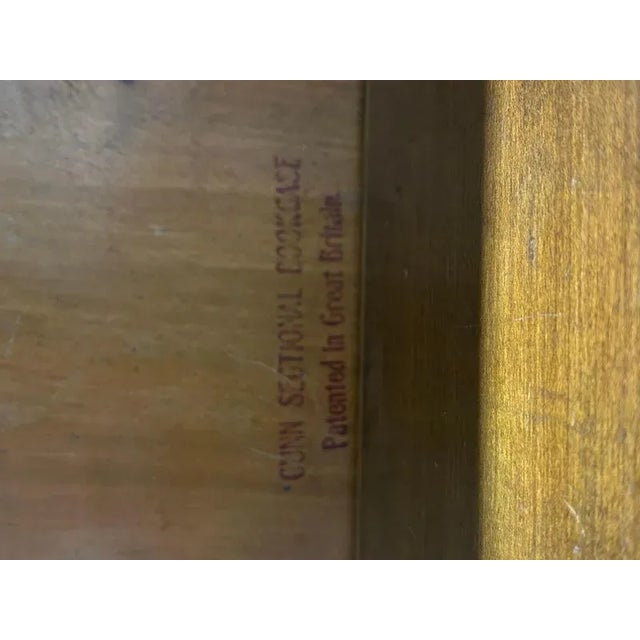 GUNN SECTIONAL BOOKCASE
Patented in Great Britain.